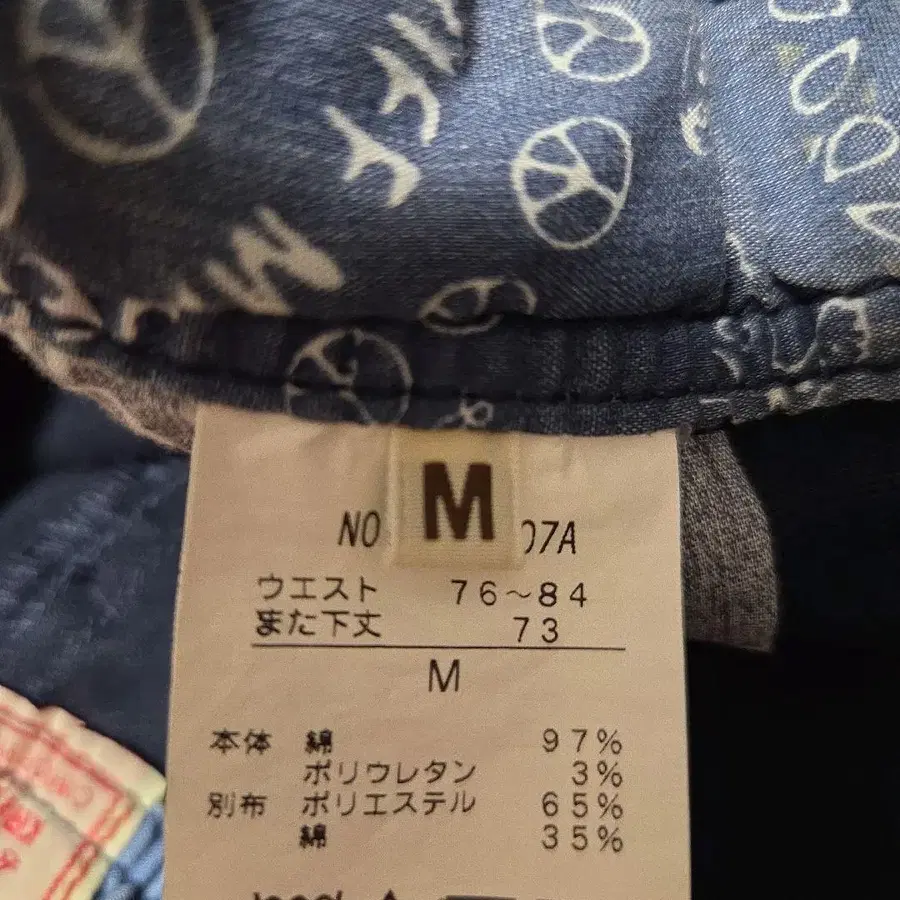 M
NO 07A
ウエスト 76～84
また下丈 73
M
本体 綿 97%
ポリウレタン 3%
別布 ポリエステル 65%
綿 35%